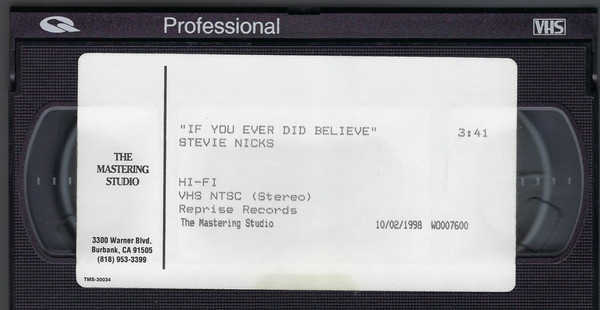 Professional
VHS
"IF YOU EVER DID BELIEVE" 3:41
STEVIE NICKS
THE
MASTERING
STUDIO
HI-FI
VHS NTSC (Stereo)
Reprise Records
The Mastering Studio 10/02/1998 W0007600
3300 Warner Blvd.
Burbank, CA 91505
(818) 953-3399
TMS-30034